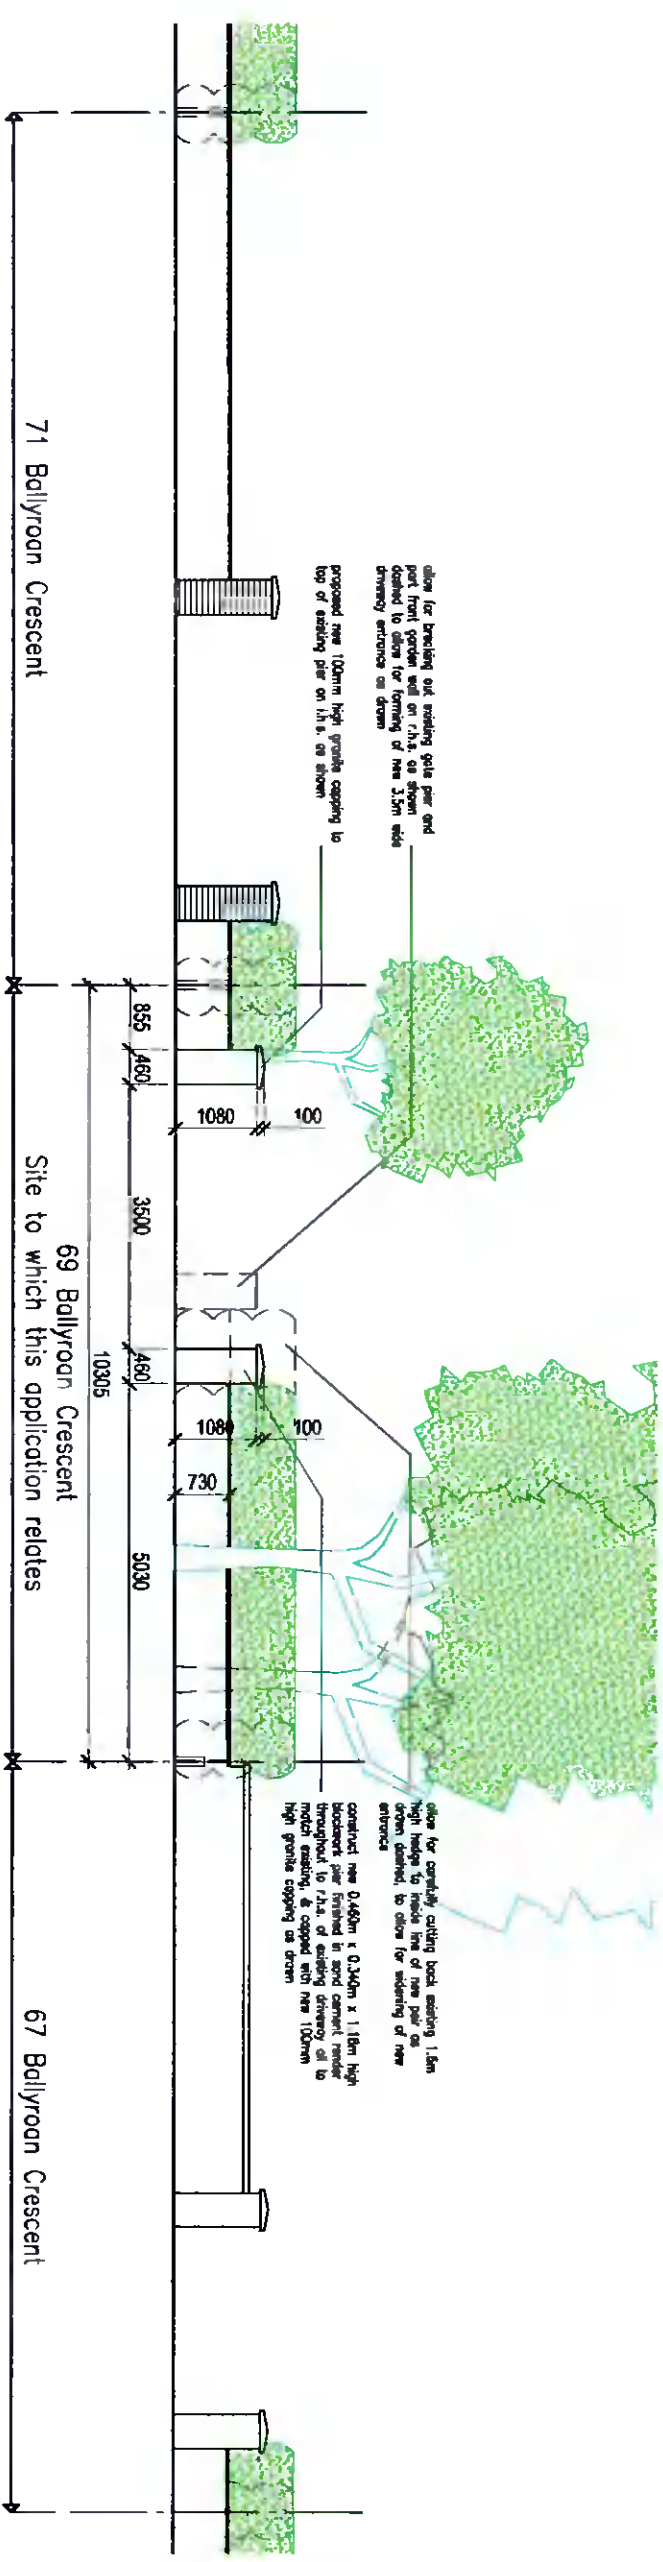 allow for breaking out existing gate pier and
part front garden wall on r.h.s. as shown
dashed to allow for forming of new 3.5m wide
driveway entrance as drawn
proposed new 100mm high granite capping to
top of existing pier on l.h.s. as shown
allow for carefully cutting back existing 1.6m
high hedge to inside line of new pair as
drawn dashed, to allow for widening of new
entrance
construct new 0.460m x 0.340m x 1.18m high
blockwork pier finished in sand cement render
throughout to r.h.s. of existing driveway all to
match existing, & capped with new 100mm
high granite capping as drawn
1080
100
1080
100
730
855
460
3500
460
5030
10305
71 Ballyroan Crescent
69 Ballyroan Crescent
Site to which this application relates
67 Ballyroan Crescent